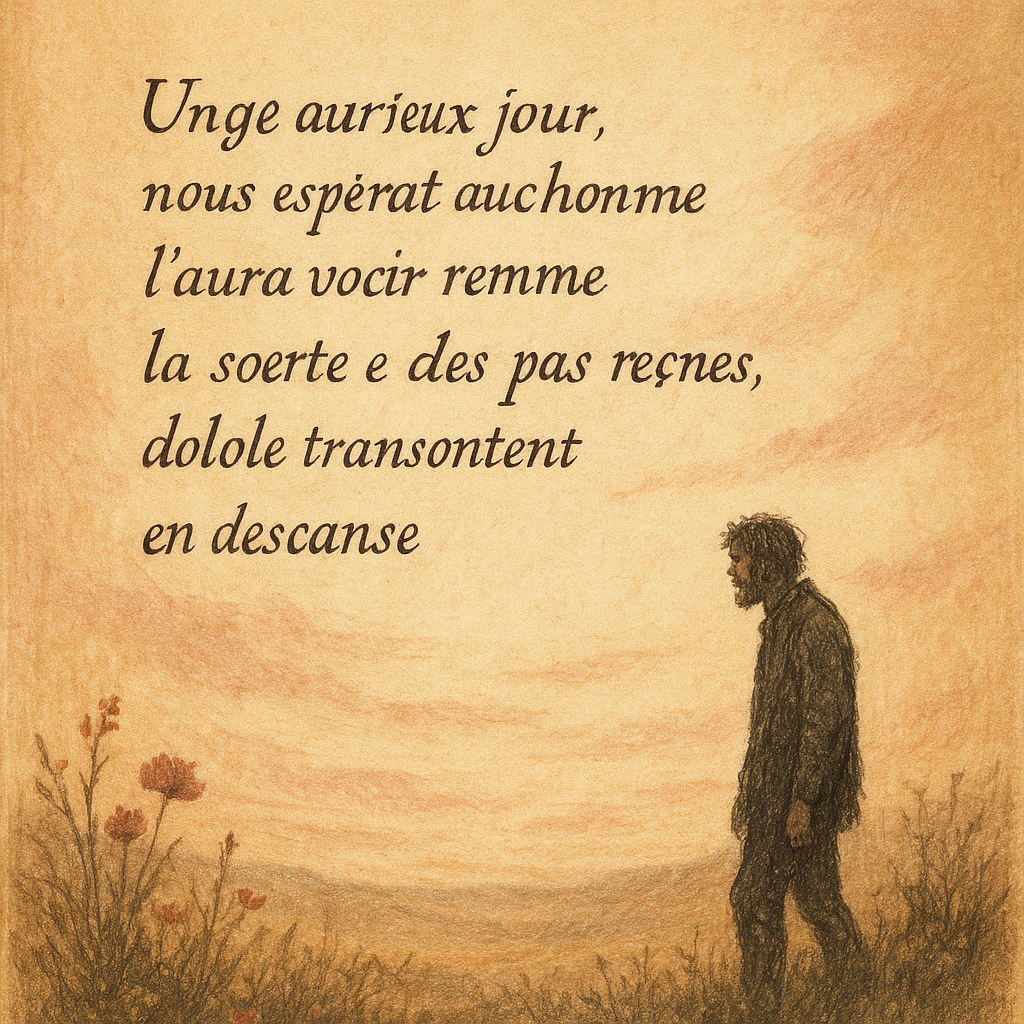 Unge aurieux jour,
nous espérat auchonme
l'aura vocir remme
la soerte e des pas reçnes,
dolole transontent
en descanse